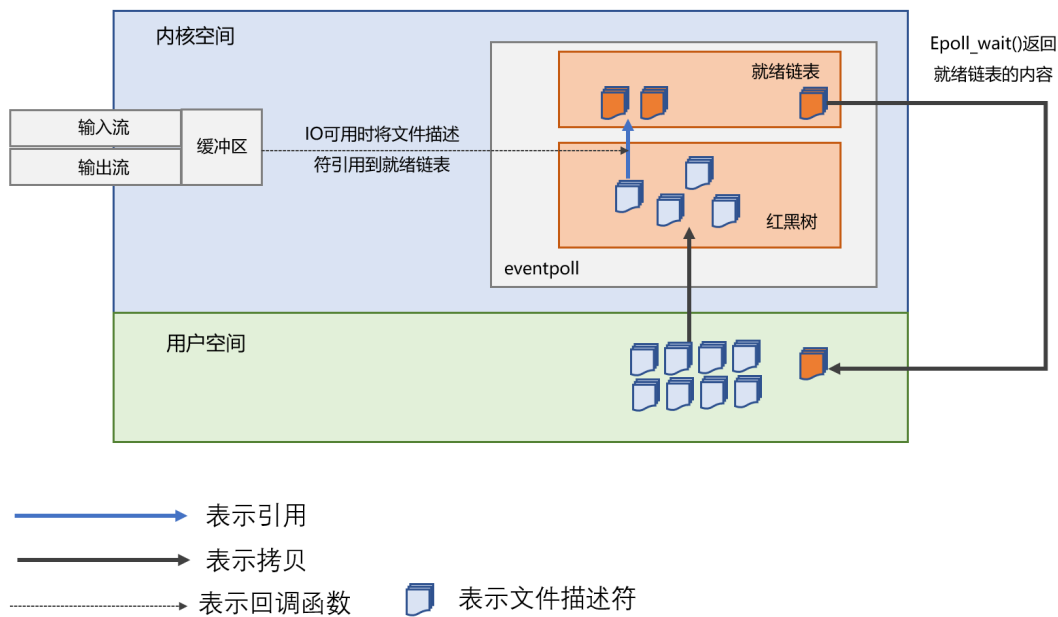 内核空间
Epoll_wait()返回
就绪链表的内容
就绪链表
输入流
输出流
缓冲区
IO可用时将文件描述
符引用到就绪链表
红黑树
eventpoll
用户空间
表示引用
表示拷贝
表示回调函数
表示文件描述符